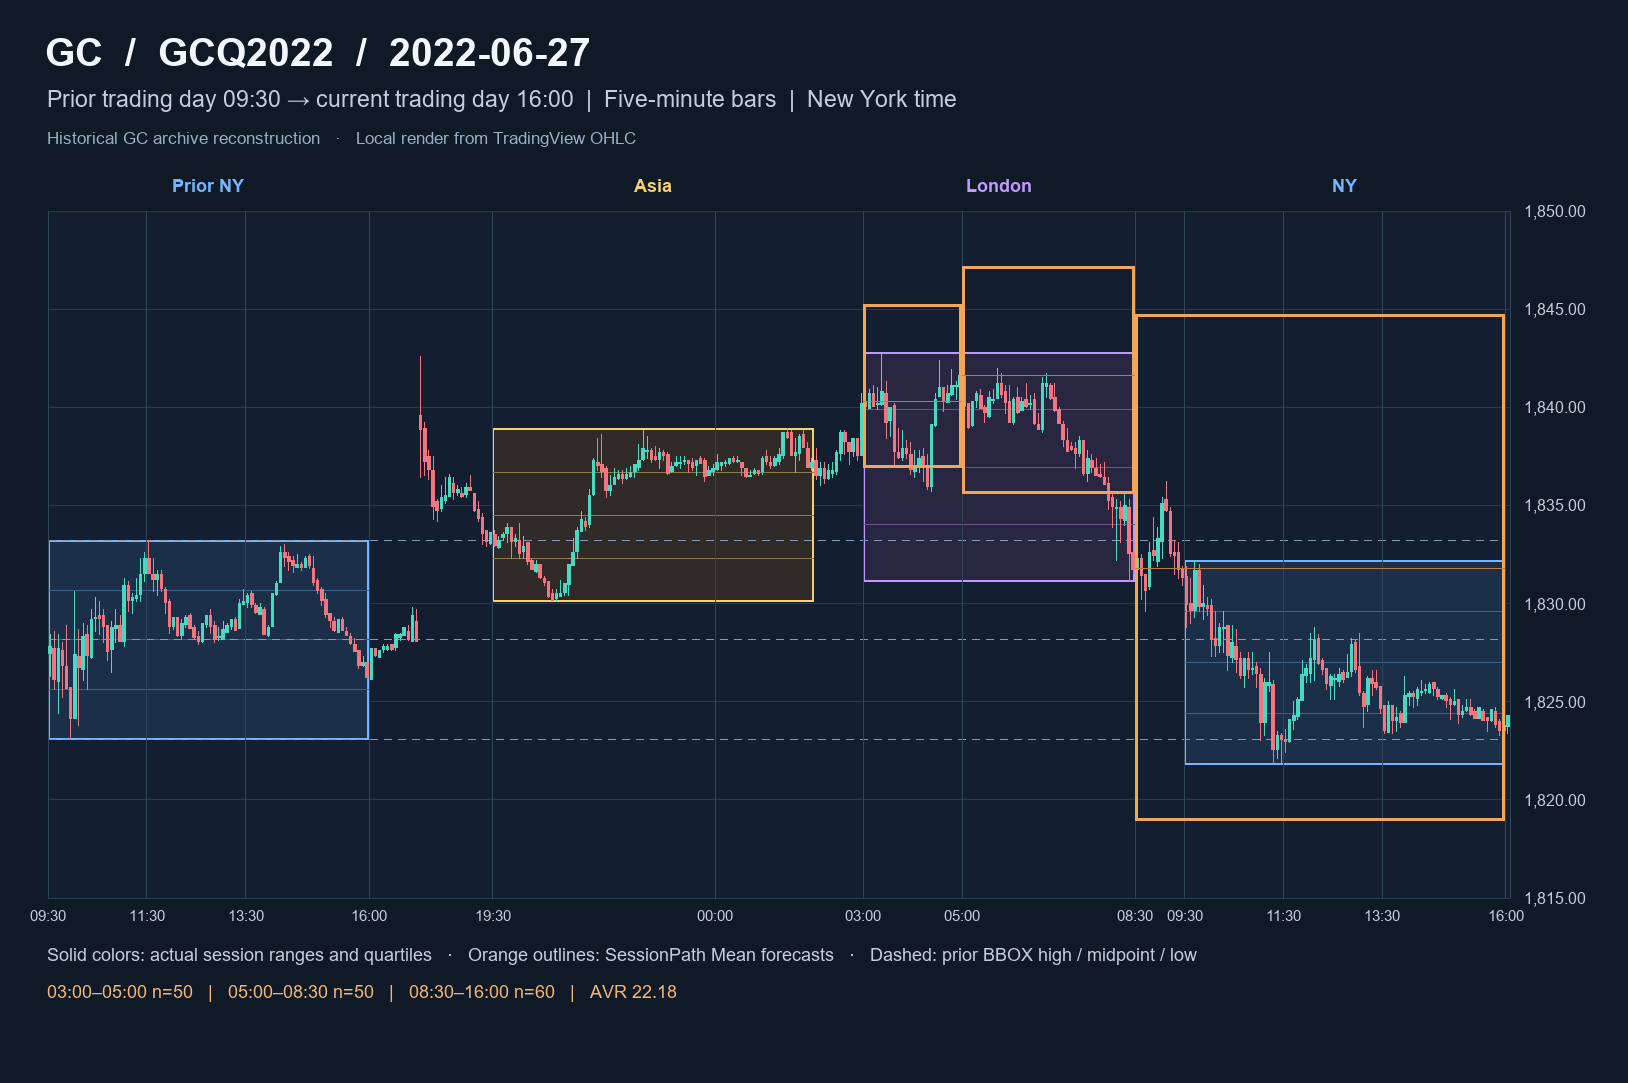 GC / GCQ2022 / 2022-06-27
Prior trading day 09:30 → current trading day 16:00 | Five-minute bars | New York time
Historical GC archive reconstruction · Local render from TradingView OHLC
Prior NY Asia London NY
1,850.00
1,845.00
1,840.00
1,835.00
1,830.00
1,825.00
1,820.00
1,815.00
09:30 11:30 13:30 16:00 19:30 00:00 03:00 05:00 08:30 09:30 11:30 13:30 16:00
Solid colors: actual session ranges and quartiles · Orange outlines: SessionPath Mean forecasts · Dashed: prior BBOX high / midpoint / low
03:00–05:00 n=50 | 05:00–08:30 n=50 | 08:30–16:00 n=60 | AVR 22.18